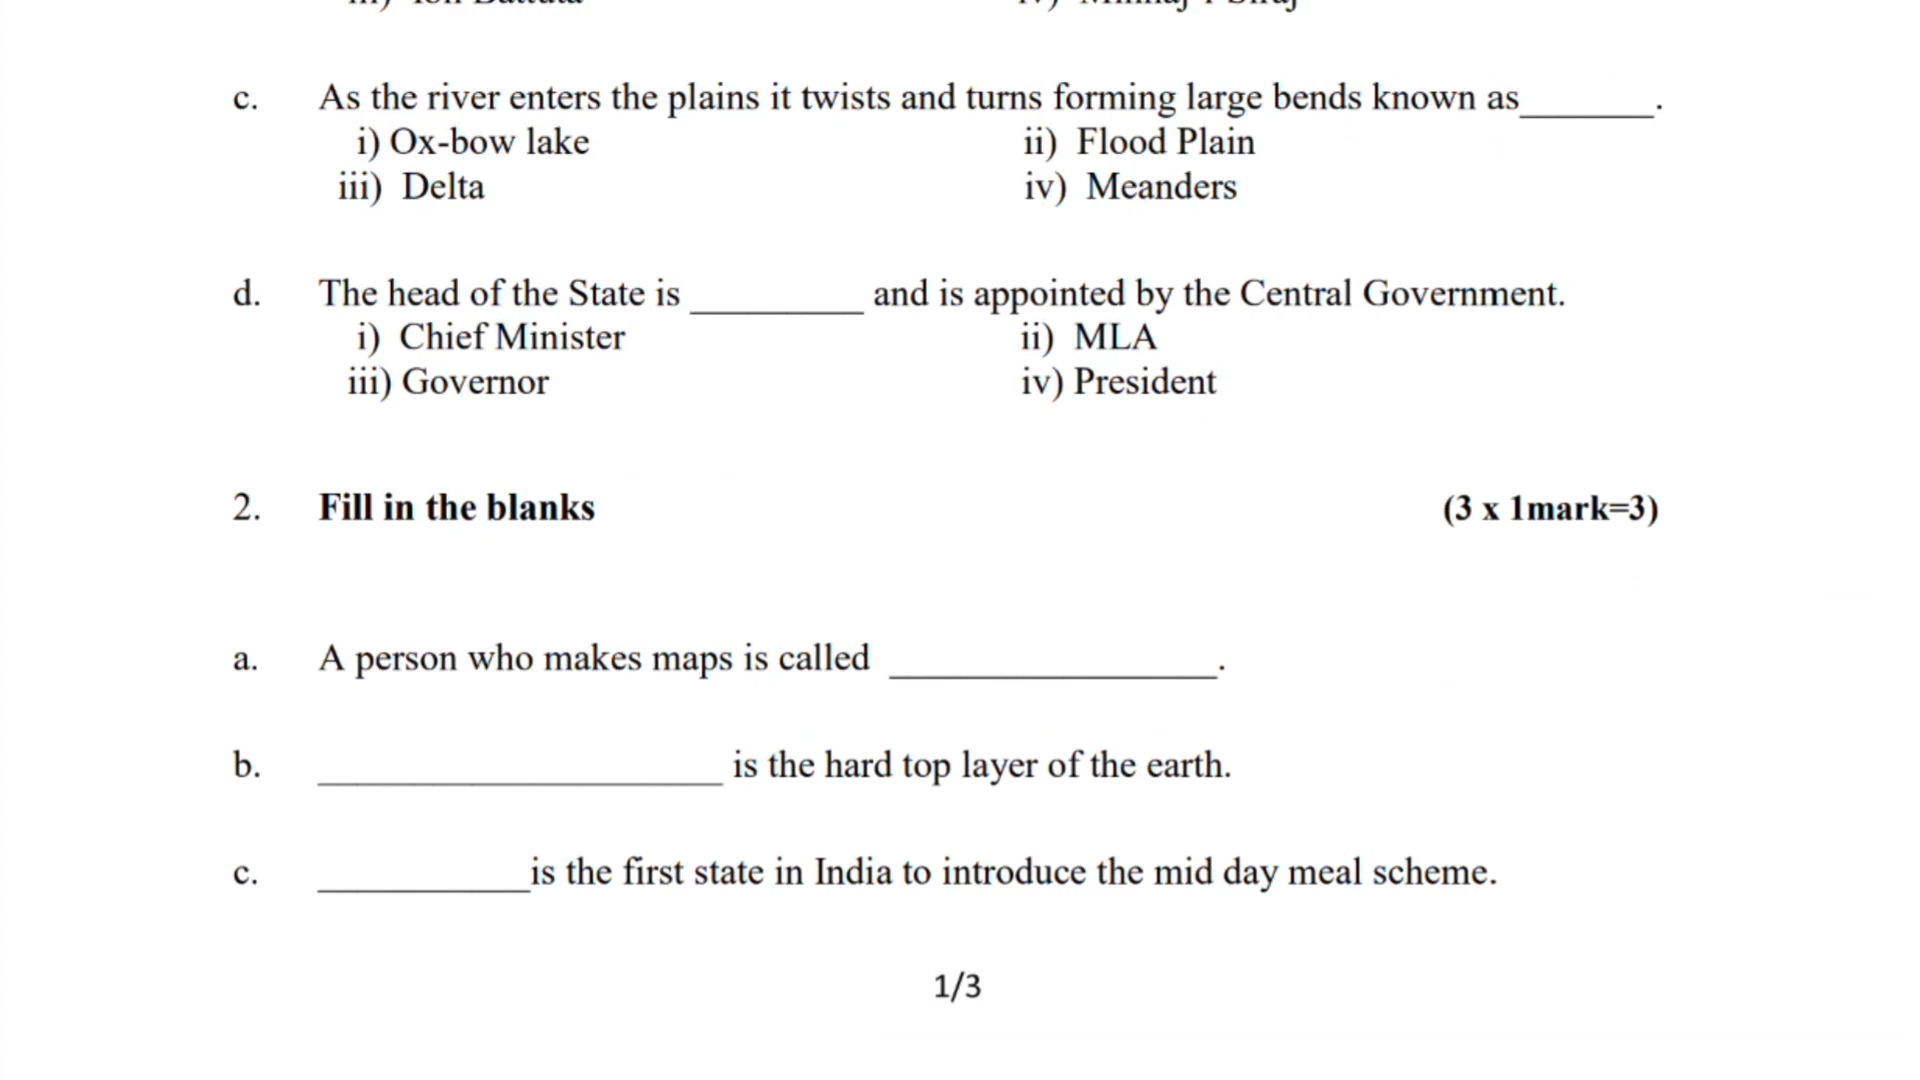 c. As the river enters the plains it twists and turns forming large bends known as_______.
i) Ox-bow lake ii) Flood Plain
iii) Delta iv) Meanders
d. The head of the State is _________ and is appointed by the Central Government.
i) Chief Minister ii) MLA
iii) Governor iv) President
2. Fill in the blanks (3 x 1mark=3)
a. A person who makes maps is called _________________.
b. _____________________ is the hard top layer of the earth.
c. ___________is the first state in India to introduce the mid day meal scheme.
1/3